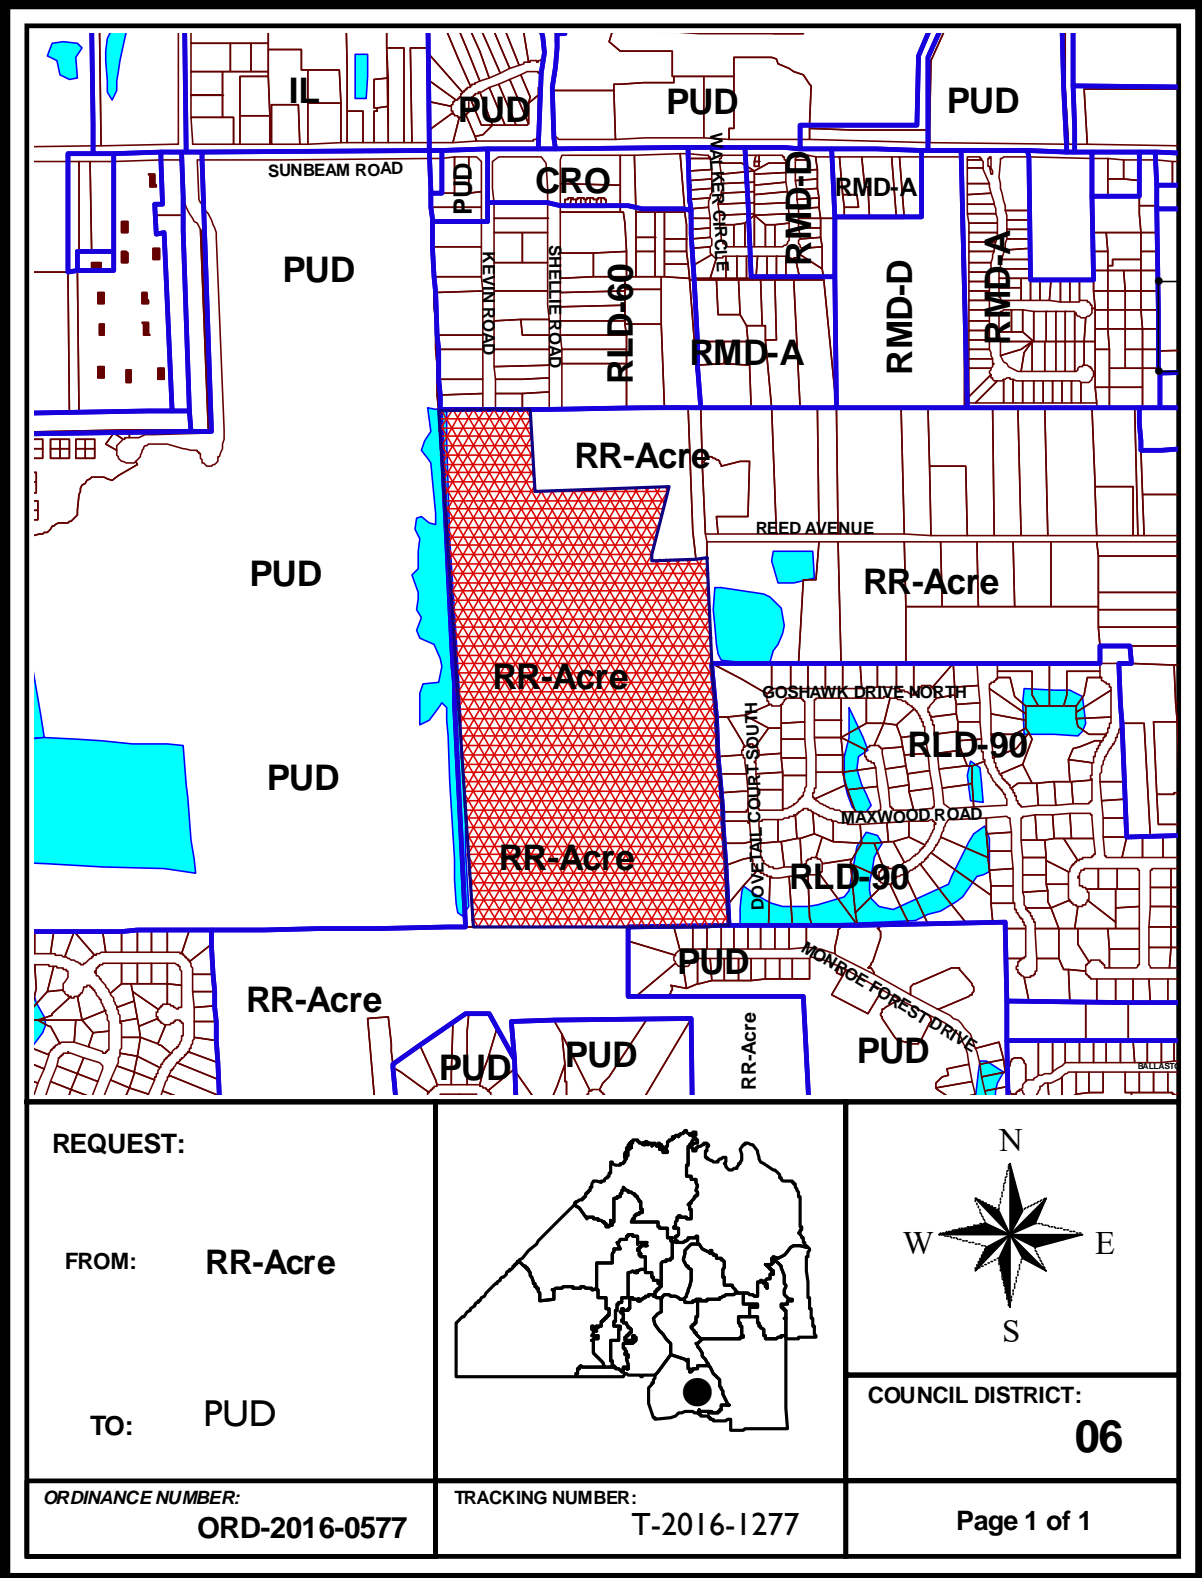 IL
PUD
PUD
PUD
SUNBEAM ROAD
PUD
CRO
WALKER CIRCLE
RMD-D
RMD-A
PUD
KEVIN ROAD
SHELLIE ROAD
RLD-60
RMD-A
RMD-D
RMD-A
RR-Acre
REED AVENUE
PUD
RR-Acre
RR-Acre
GOSHAWK DRIVE NORTH
RLD-90
PUD
DOVETAIL COURT SOUTH
MAXWOOD ROAD
RR-Acre
RLD-90
PUD
MONROE FOREST DRIVE
RR-Acre
PUD
PUD
RR-Acre
PUD
BALLAST
REQUEST:
FROM: RR-Acre
TO: PUD
N
W E
S
COUNCIL DISTRICT:
06
ORDINANCE NUMBER:
ORD-2016-0577
TRACKING NUMBER:
T-2016-1277
Page 1 of 1